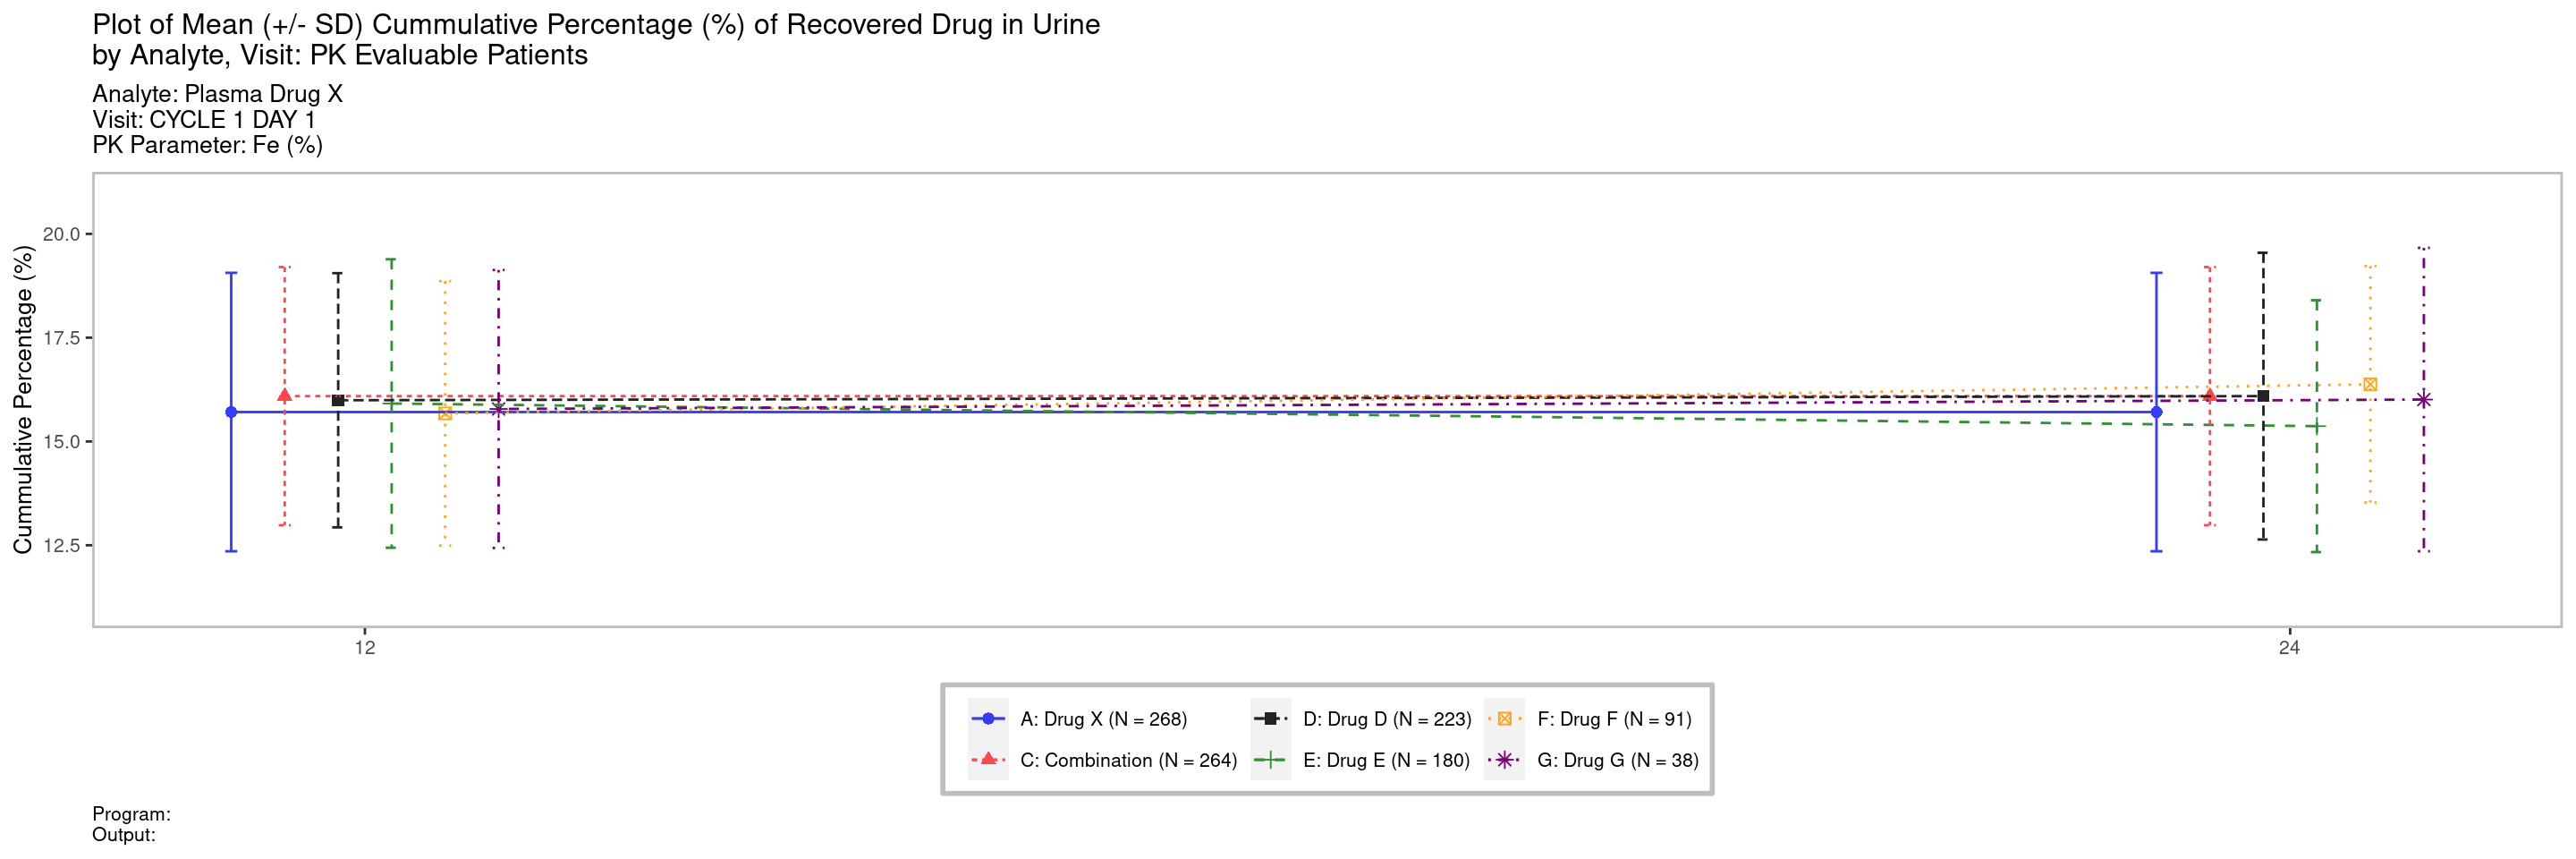 Plot of Mean (+/- SD) Cummulative Percentage (%) of Recovered Drug in Urine
by Analyte, Visit: PK Evaluable Patients
Analyte: Plasma Drug X
Visit: CYCLE 1 DAY 1
PK Parameter: Fe (%)
Cummulative Percentage (%)
20.0
17.5
15.0
12.5
12
24
A: Drug X (N = 268)
D: Drug D (N = 223)
F: Drug F (N = 91)
C: Combination (N = 264)
E: Drug E (N = 180)
G: Drug G (N = 38)
Program:
Output: